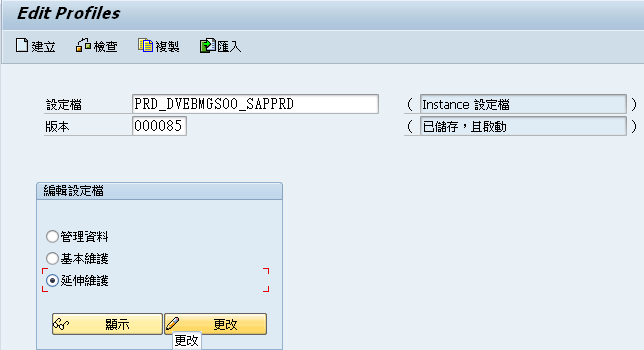 Edit Profiles
建立 檢查 複製 匯入
設定檔 PRD_DVEBMGS00_SAPPRD ( Instance 設定檔 )
版本 000085 ( 已儲存，且啟動 )
編輯設定檔
管理資料
基本維護
延伸維護
顯示 更改
更改